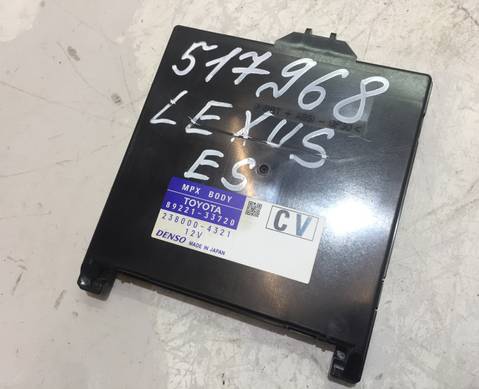 517968
LEXUS
ES
MPX BODY
TOYOTA
89221-33720
238000-4321
12V
CV
DENSO MADE IN JAPAN